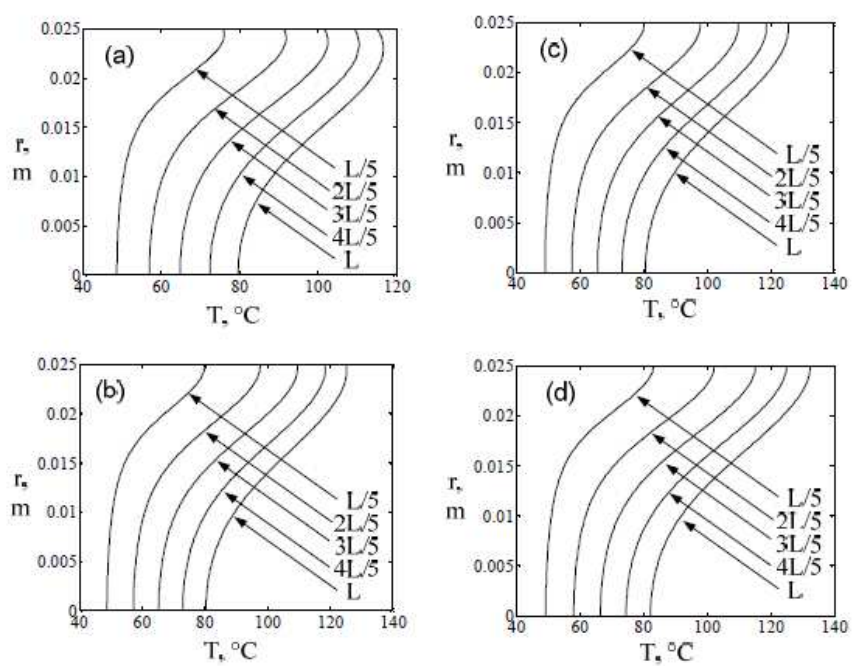 (a)
0.025
0.02
0.015
0.01
0.005
0
r, m
L/5
2L/5
3L/5
4L/5
L
40 60 80 100 120
T, °C
(c)
0.025
0.02
0.015
0.01
0.005
0
r, m
L/5
2L/5
3L/5
4L/5
L
40 60 80 100 120 140
T, °C
(b)
0.025
0.02
0.015
0.01
0.005
0
r, m
L/5
2L/5
3L/5
4L/5
L
40 60 80 100 120 140
T, °C
(d)
0.025
0.02
0.015
0.01
0.005
0
r, m
L/5
2L/5
3L/5
4L/5
L
40 60 80 100 120 140
T, °C